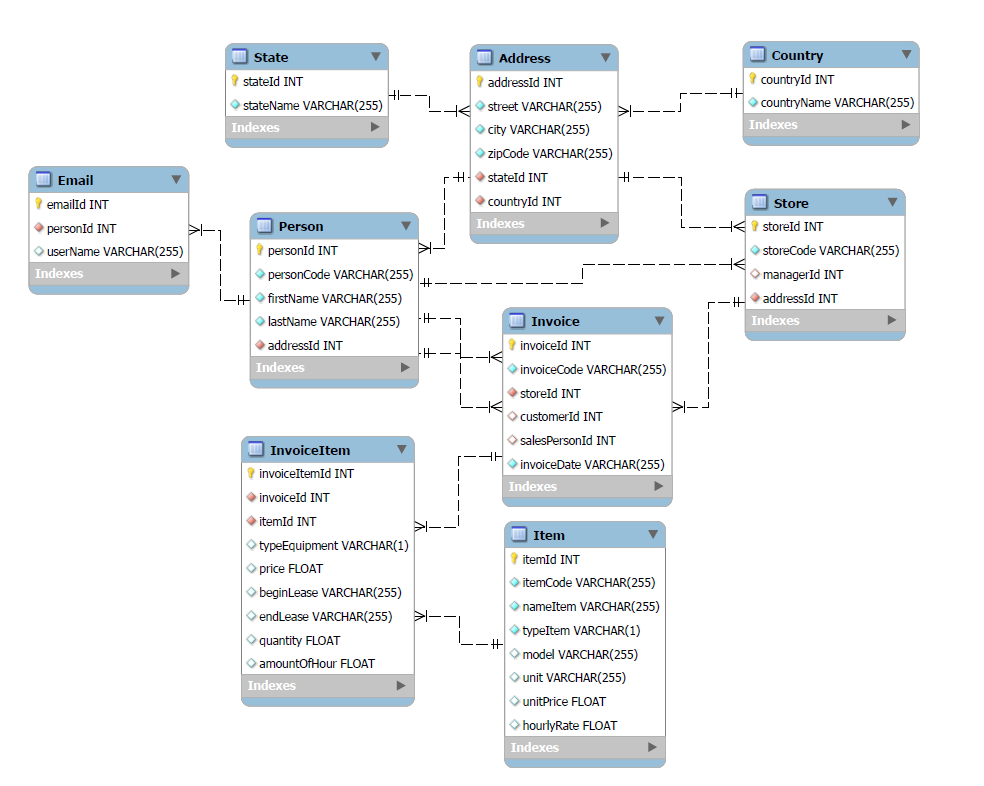 State
stateId INT
stateName VARCHAR(255)
Indexes
Address
addressId INT
street VARCHAR(255)
city VARCHAR(255)
zipCode VARCHAR(255)
stateId INT
countryId INT
Indexes
Country
countryId INT
countryName VARCHAR(255)
Indexes
Email
emailId INT
personId INT
userName VARCHAR(255)
Indexes
Person
personId INT
personCode VARCHAR(255)
firstName VARCHAR(255)
lastName VARCHAR(255)
addressId INT
Indexes
Store
storeId INT
storeCode VARCHAR(255)
managerId INT
addressId INT
Indexes
Invoice
invoiceId INT
invoiceCode VARCHAR(255)
storeId INT
customerId INT
salesPersonId INT
invoiceDate VARCHAR(255)
Indexes
InvoiceItem
invoiceItemId INT
invoiceId INT
itemId INT
typeEquipment VARCHAR(1)
price FLOAT
beginLease VARCHAR(255)
endLease VARCHAR(255)
quantity FLOAT
amountOfHour FLOAT
Indexes
Item
itemId INT
itemCode VARCHAR(255)
nameItem VARCHAR(255)
typeItem VARCHAR(1)
model VARCHAR(255)
unit VARCHAR(255)
unitPrice FLOAT
hourlyRate FLOAT
Indexes